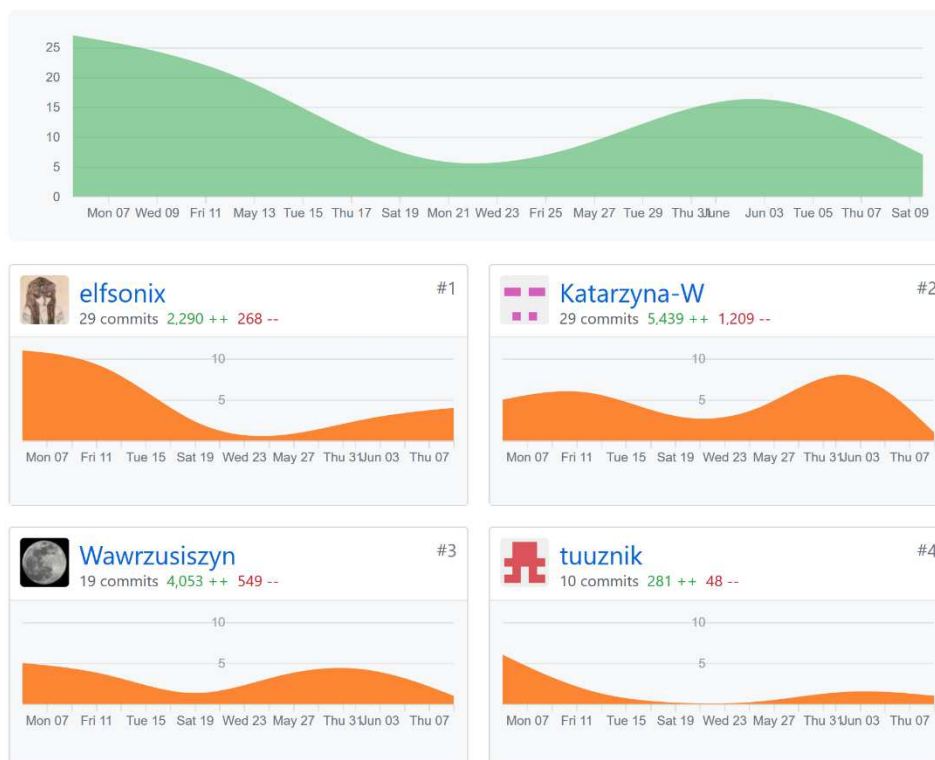 25
20
15
10
5
0
Mon 07 Wed 09 Fri 11 May 13 Tue 15 Thu 17 Sat 19 Mon 21 Wed 23 Fri 25 May 27 Tue 29 Thu 31 June Jun 03 Tue 05 Thu 07 Sat 09
elfsonix #1
29 commits 2,290 ++ 268 --
10
5
Mon 07 Fri 11 Tue 15 Sat 19 Wed 23 May 27 Thu 31 Jun 03 Thu 07
Katarzyna-W #2
29 commits 5,439 ++ 1,209 --
10
5
Mon 07 Fri 11 Tue 15 Sat 19 Wed 23 May 27 Thu 31 Jun 03 Thu 07
Wawrzusiszyn #3
19 commits 4,053 ++ 549 --
10
5
Mon 07 Fri 11 Tue 15 Sat 19 Wed 23 May 27 Thu 31 Jun 03 Thu 07
tuuznik #4
10 commits 281 ++ 48 --
10
5
Mon 07 Fri 11 Tue 15 Sat 19 Wed 23 May 27 Thu 31 Jun 03 Thu 07